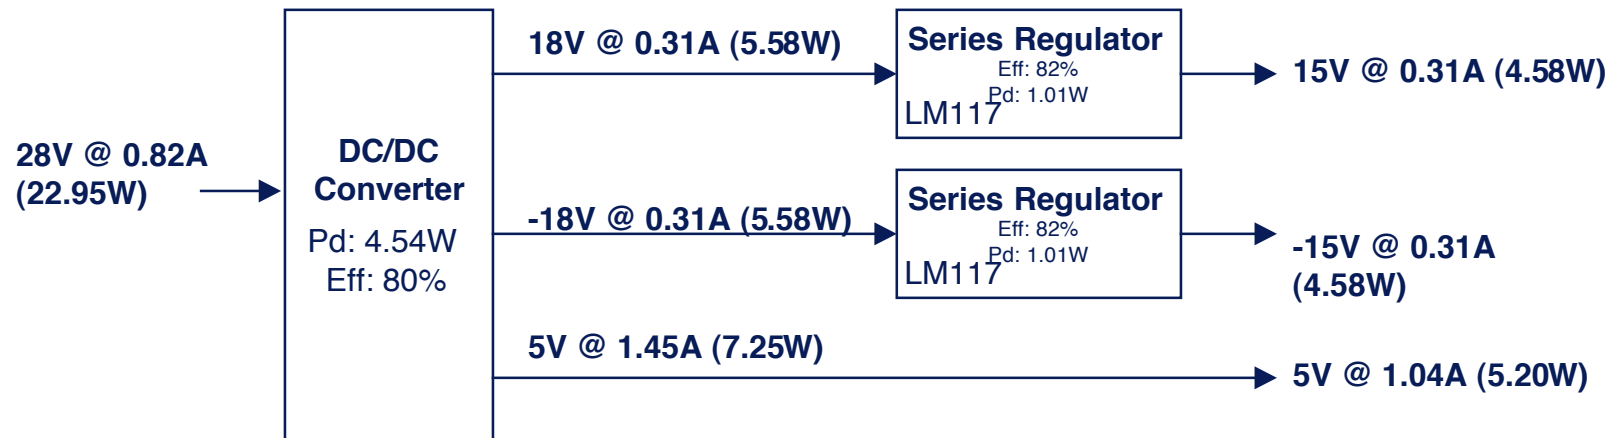 28V @ 0.82A
(22.95W)
DC/DC
Converter
Pd: 4.54W
Eff: 80%
18V @ 0.31A (5.58W)
Series Regulator
Eff: 82%
Pd: 1.01W
LM117
15V @ 0.31A (4.58W)
-18V @ 0.31A (5.58W)
Series Regulator
Eff: 82%
Pd: 1.01W
LM117
-15V @ 0.31A
(4.58W)
5V @ 1.45A (7.25W)
5V @ 1.04A (5.20W)